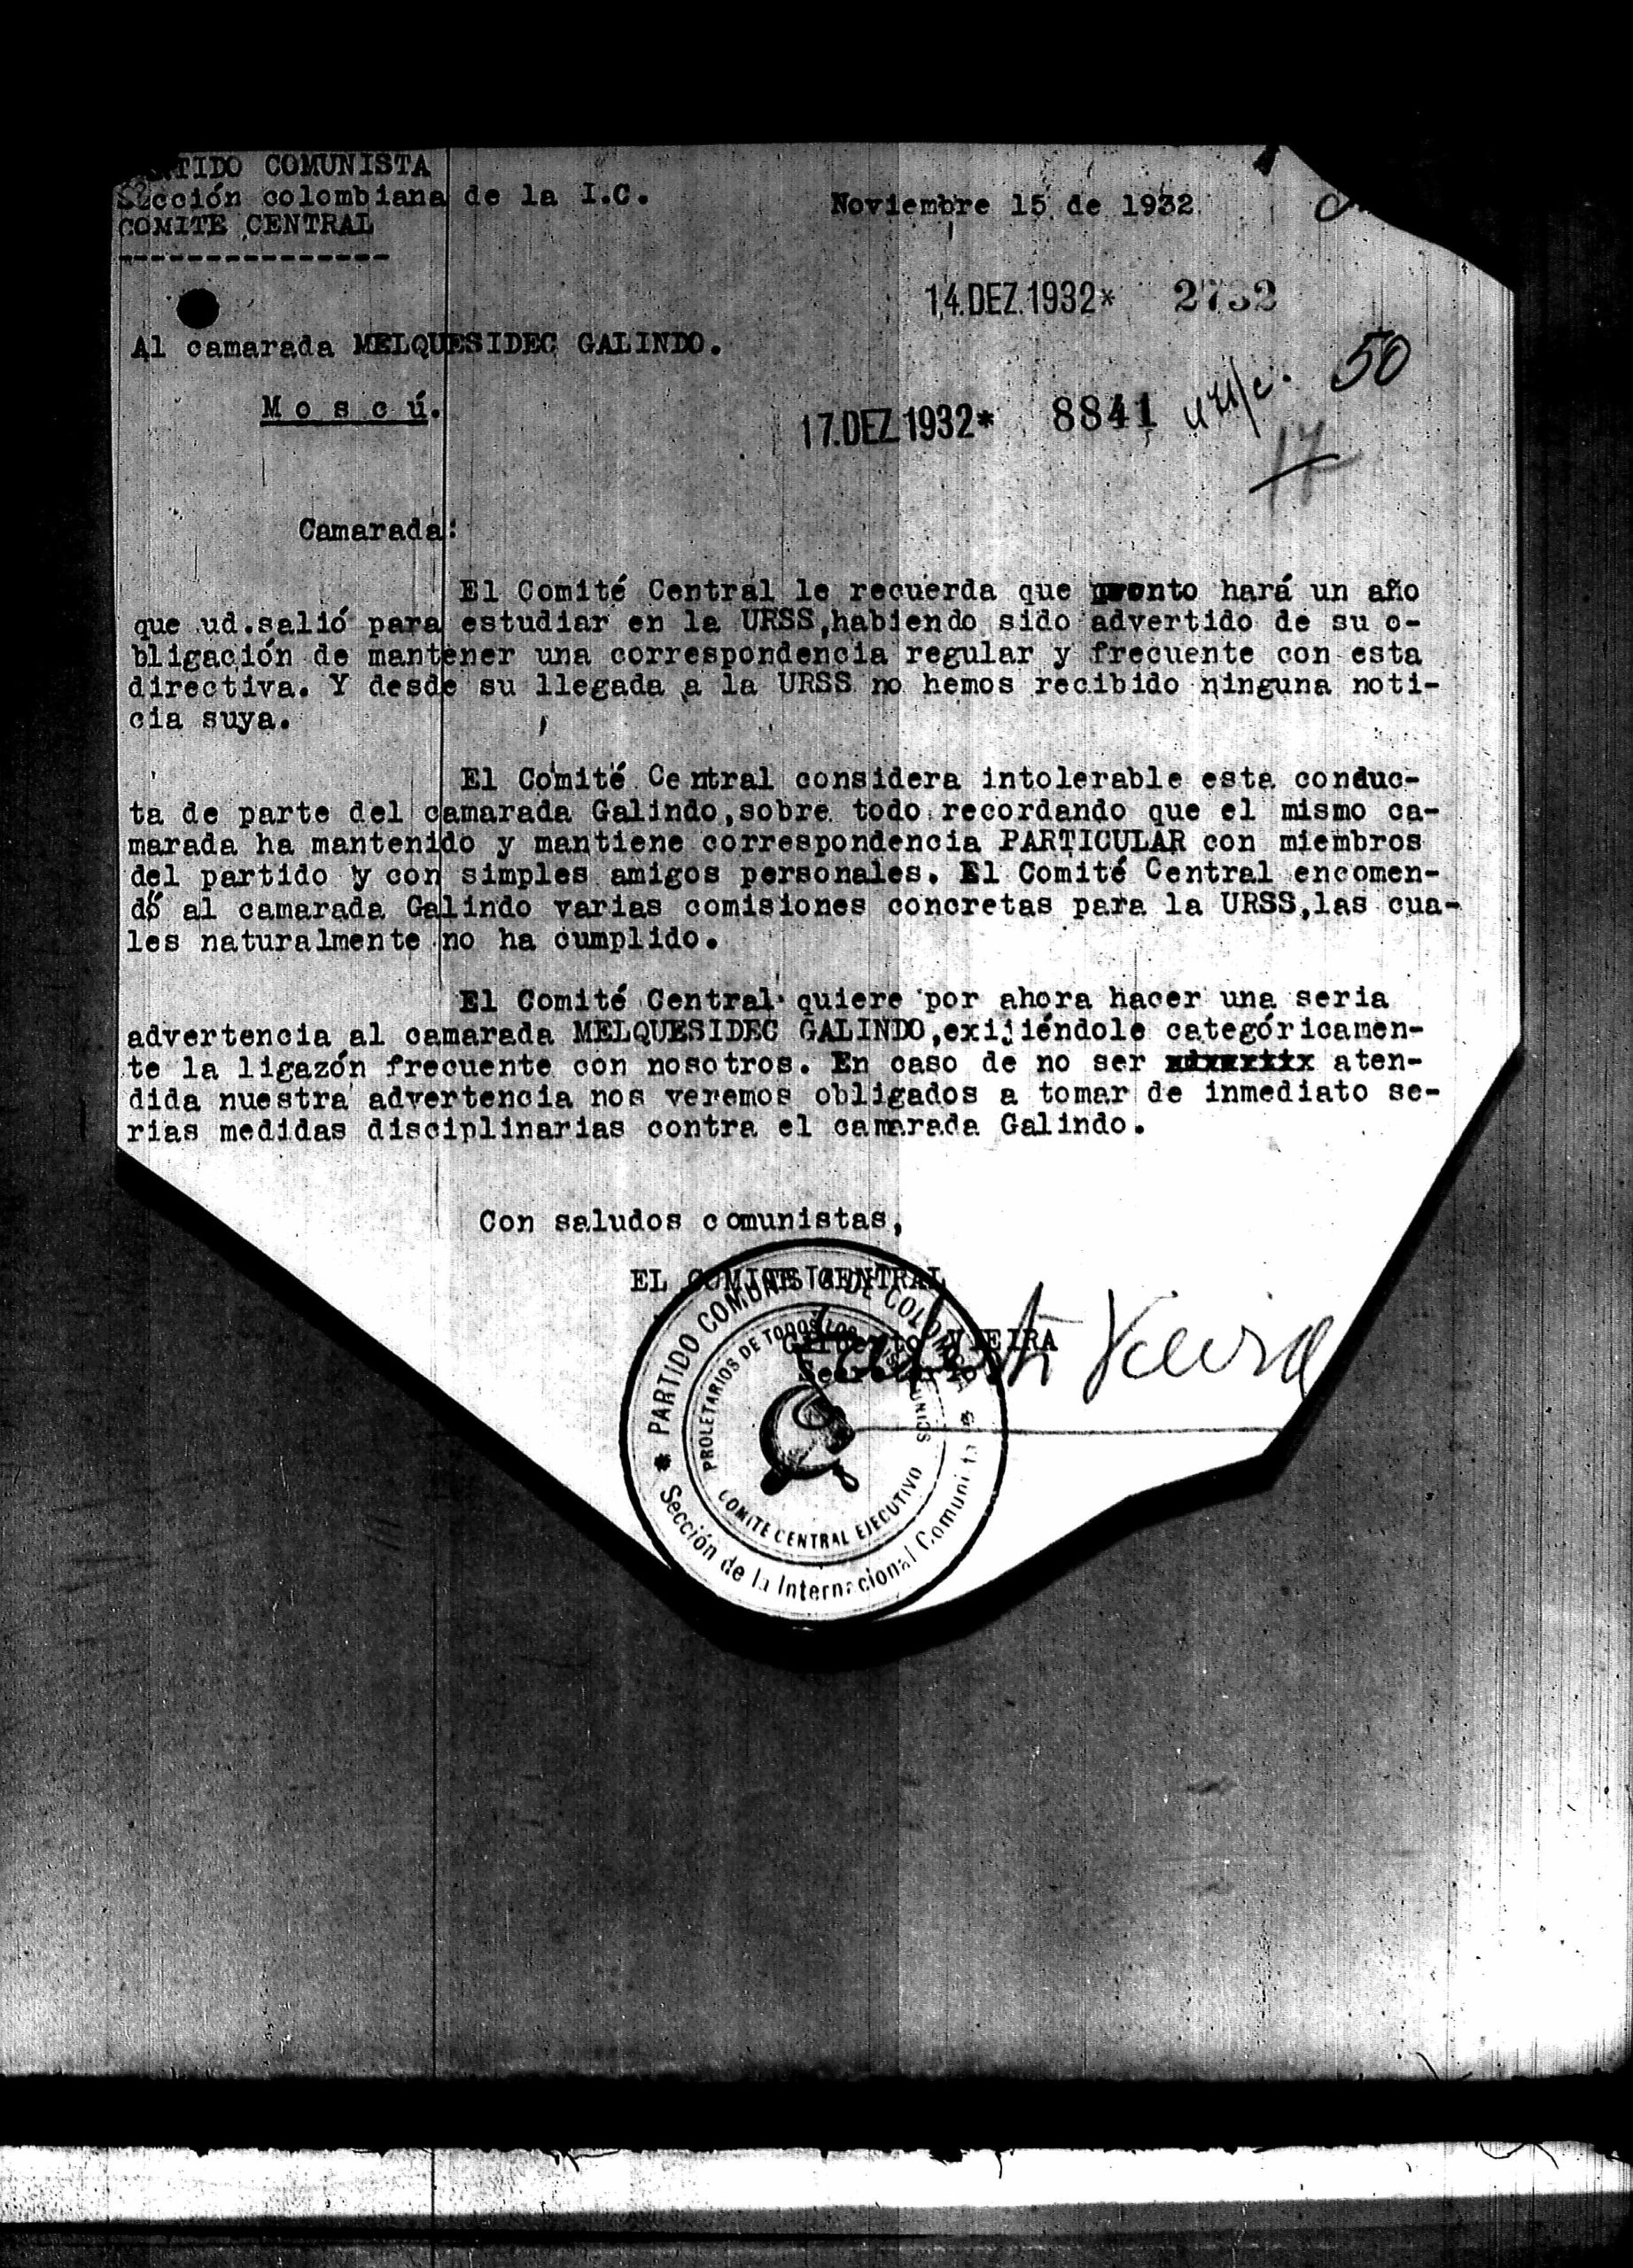 TIDO COMUNISTA
Sección colombiana de la I.C.
COMITE CENTRAL
---------------
Noviembre 15 de 1932
14.DEZ.1932* 2732
Al camarada MELQUESIDEC GALINDO.
50
Moscú.
17.DEZ.1932* 8841
17
Camarada:
El Comité Central le recuerda que pronto hará un año
que ud.salió para estudiar en la URSS,habiendo sido advertido de su o-
bligación de mantener una correspondencia regular y frecuente con esta
directiva. Y desde su llegada a la URSS no hemos recibido ninguna noti-
cia suya.
El Comité Central considera intolerable esta conduc-
ta de parte del camarada Galindo,sobre todo recordando que el mismo ca-
marada ha mantenido y mantiene correspondencia PARTICULAR con miembros
del partido y con simples amigos personales. El Comité Central encomen-
dó al camarada Galindo varias comisiones concretas para la URSS,las cua-
les naturalmente no ha cumplido.
El Comité Central quiere por ahora hacer una seria
advertencia al camarada MELQUESIDEC GALINDO,exijiéndole categóricamen-
te la ligazón frecuente con nosotros. En caso de no ser aten-
dida nuestra advertencia nos veremos obligados a tomar de inmediato se-
rias medidas disciplinarias contra el camarada Galindo.
Con saludos comunistas,
EL COMITE CENTRAL
Gilberto VIEIRA
Secretario
Vieira
* PARTIDO COMUNISTA DE COLOMBIA *
Sección de la Internacional Comunista
PROLETARIOS DE TODOS LOS PAISES UNIOS
COMITE CENTRAL EJECUTIVO